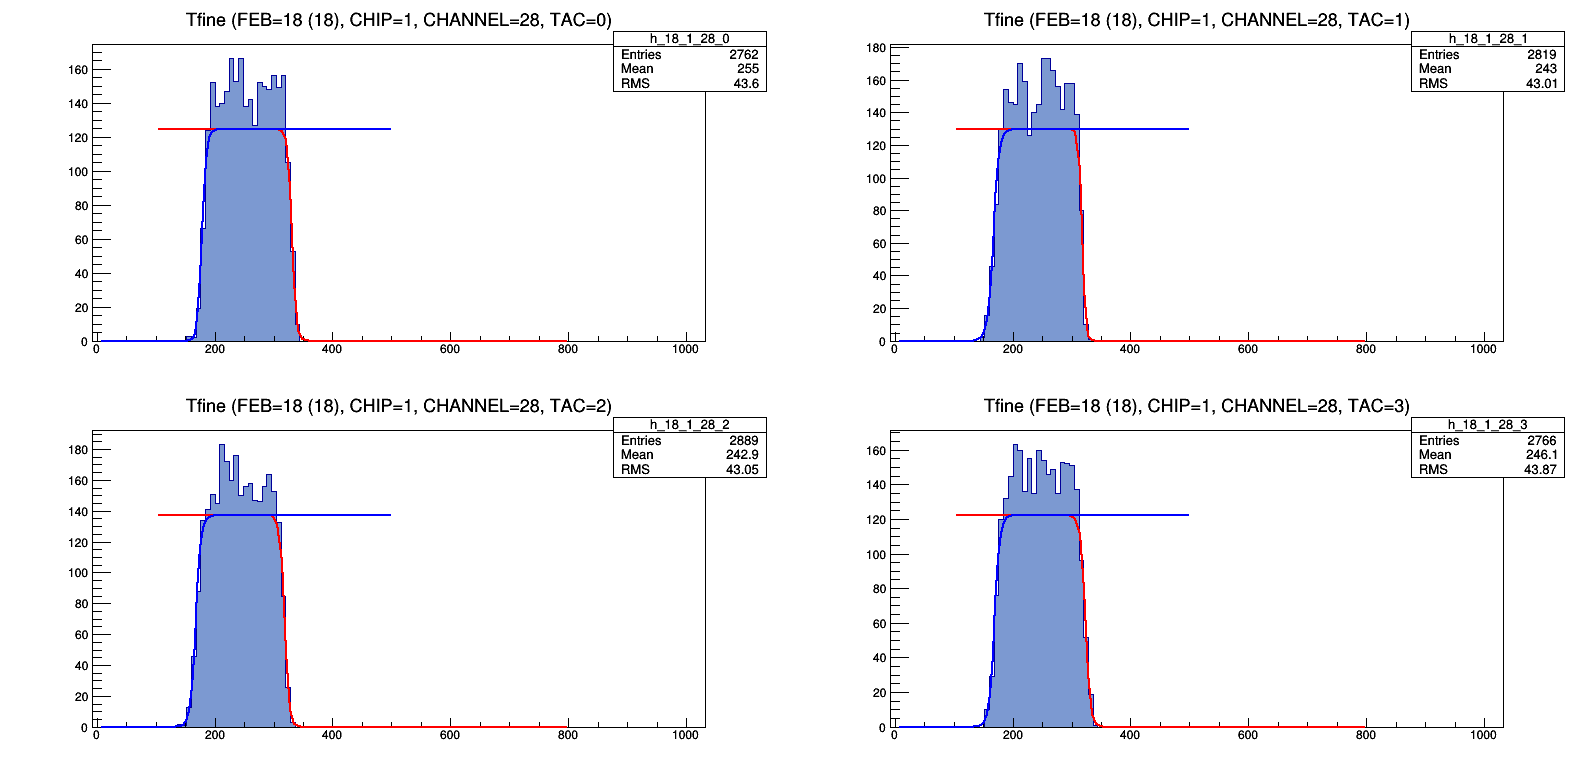 Tfine (FEB=18 (18), CHIP=1, CHANNEL=28, TAC=0)
h_18_1_28_0
Entries 2762
Mean 255
RMS 43.6
160
140
120
100
80
60
40
20
0
0 200 400 600 800 1000
Tfine (FEB=18 (18), CHIP=1, CHANNEL=28, TAC=1)
h_18_1_28_1
Entries 2819
Mean 243
RMS 43.01
180
160
140
120
100
80
60
40
20
0
0 200 400 600 800 1000
Tfine (FEB=18 (18), CHIP=1, CHANNEL=28, TAC=2)
h_18_1_28_2
Entries 2889
Mean 242.9
RMS 43.05
180
160
140
120
100
80
60
40
20
0
0 200 400 600 800 1000
Tfine (FEB=18 (18), CHIP=1, CHANNEL=28, TAC=3)
h_18_1_28_3
Entries 2766
Mean 246.1
RMS 43.87
160
140
120
100
80
60
40
20
0
0 200 400 600 800 1000